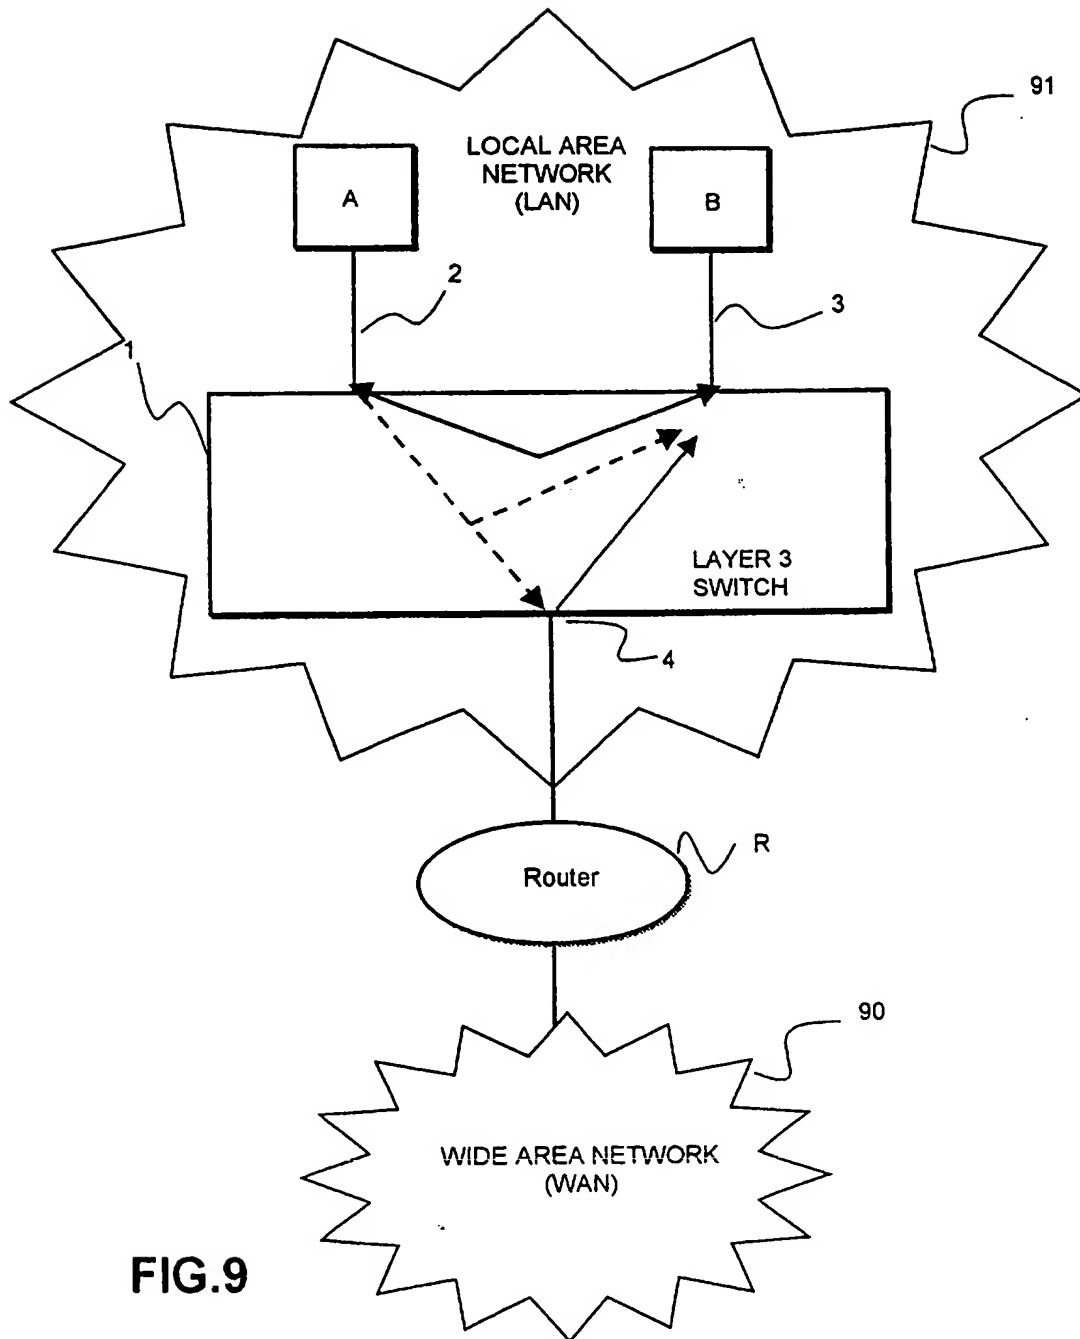 91
LOCAL AREA
NETWORK
(LAN)
A
B
2
3
1
LAYER 3
SWITCH
4
R
Router
90
WIDE AREA NETWORK
(WAN)
FIG.9